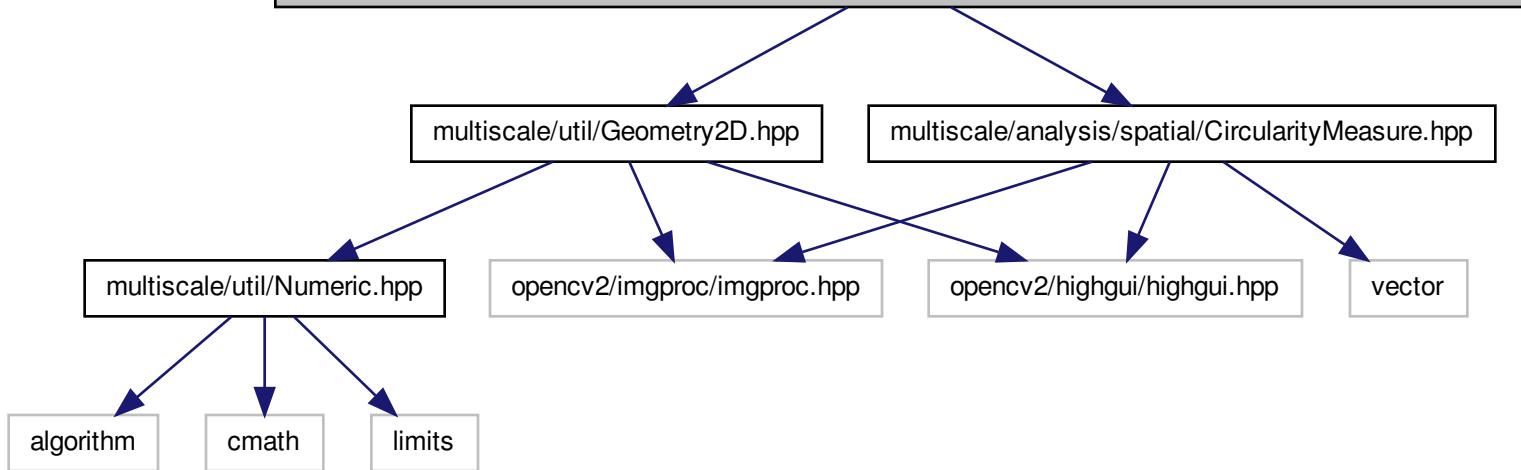 multiscale/util/Geometry2D.hpp
multiscale/analysis/spatial/CircularityMeasure.hpp
multiscale/util/Numeric.hpp
opencv2/imgproc/imgproc.hpp
opencv2/highgui/highgui.hpp
vector
algorithm
cmath
limits